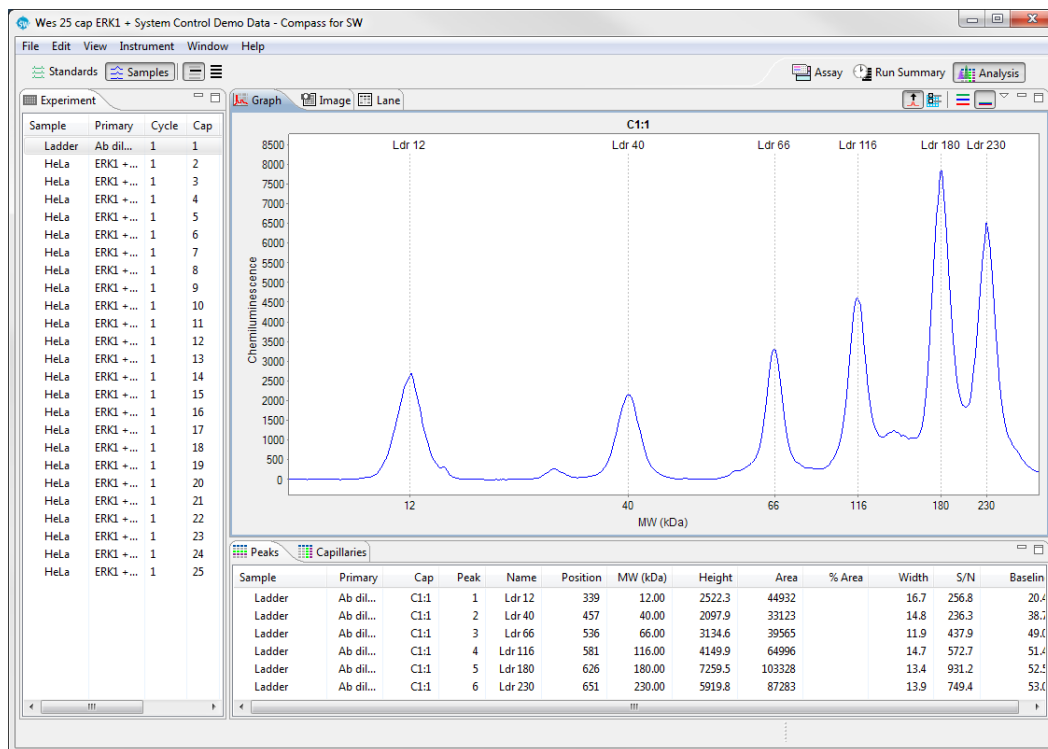 Wes 25 cap ERK1 + System Control Demo Data - Compass for SW
File Edit View Instrument Window Help
Standards Samples
Assay Run Summary Analysis
Experiment
Sample Primary Cycle Cap
Ladder Ab dil... 1 1
HeLa ERK1 +... 1 2
HeLa ERK1 +... 1 3
HeLa ERK1 +... 1 4
HeLa ERK1 +... 1 5
HeLa ERK1 +... 1 6
HeLa ERK1 +... 1 7
HeLa ERK1 +... 1 8
HeLa ERK1 +... 1 9
HeLa ERK1 +... 1 10
HeLa ERK1 +... 1 11
HeLa ERK1 +... 1 12
HeLa ERK1 +... 1 13
HeLa ERK1 +... 1 14
HeLa ERK1 +... 1 15
HeLa ERK1 +... 1 16
HeLa ERK1 +... 1 17
HeLa ERK1 +... 1 18
HeLa ERK1 +... 1 19
HeLa ERK1 +... 1 20
HeLa ERK1 +... 1 21
HeLa ERK1 +... 1 22
HeLa ERK1 +... 1 23
HeLa ERK1 +... 1 24
HeLa ERK1 +... 1 25
Graph Image Lane
C1:1
Ldr 12 Ldr 40 Ldr 66 Ldr 116 Ldr 180 Ldr 230
8500
8000
7500
7000
6500
6000
5500
5000
4500
4000
3500
3000
2500
2000
1500
1000
500
0
Chemiluminescence
12 40 66 116 180 230
MW (kDa)
Peaks Capillaries
Sample Primary Cap Peak Name Position MW (kDa) Height Area % Area Width S/N Baselin
Ladder Ab dil... C1:1 1 Ldr 12 339 12.00 2522.3 44932 16.7 256.8 20.4
Ladder Ab dil... C1:1 2 Ldr 40 457 40.00 2097.9 33123 14.8 236.3 38.7
Ladder Ab dil... C1:1 3 Ldr 66 536 66.00 3134.6 39565 11.9 437.9 49.0
Ladder Ab dil... C1:1 4 Ldr 116 581 116.00 4149.9 64996 14.7 572.7 51.4
Ladder Ab dil... C1:1 5 Ldr 180 626 180.00 7259.5 103328 13.4 931.2 52.5
Ladder Ab dil... C1:1 6 Ldr 230 651 230.00 5919.8 87283 13.9 749.4 53.0